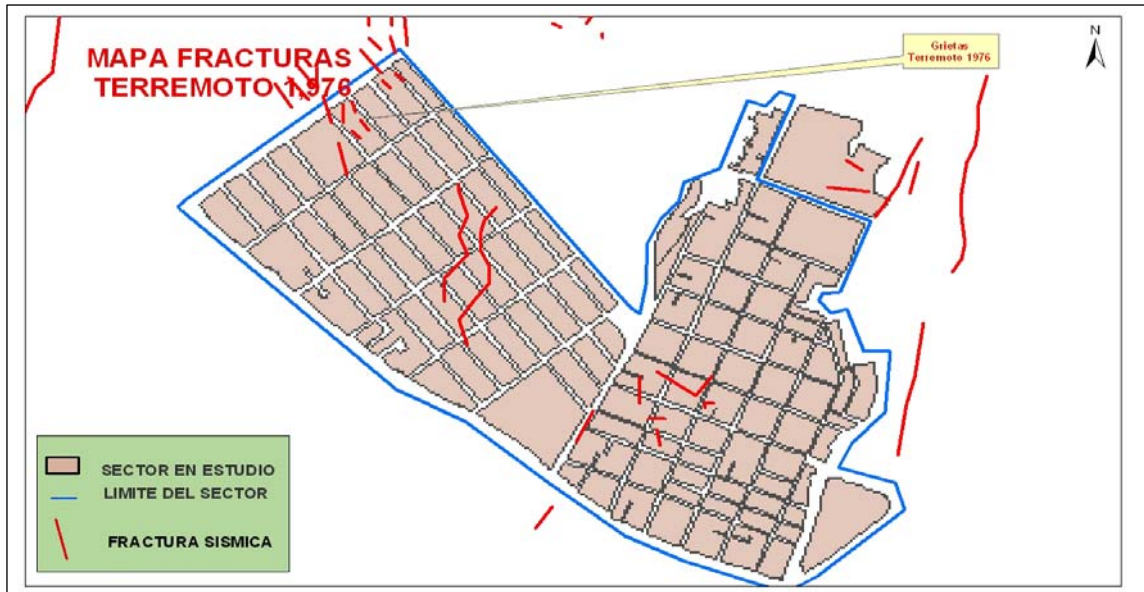 MAPA FRACTURAS
TERREMOTO 1,976
Grietas
Terremoto 1976
N
SECTOR EN ESTUDIO
LIMITE DEL SECTOR
FRACTURA SISMICA